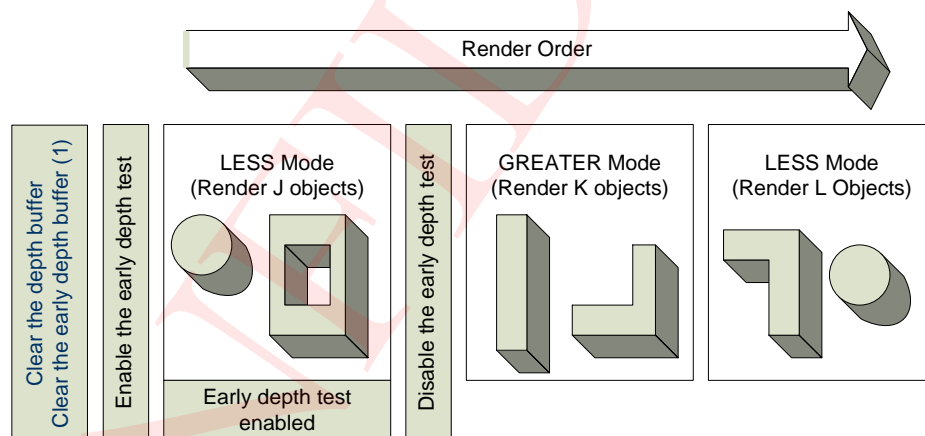 Render Order
Clear the depth buffer
Clear the early depth buffer (1)
Enable the early depth test
LESS Mode
(Render J objects)
Early depth test
enabled
Disable the early depth test
GREATER Mode
(Render K objects)
LESS Mode
(Render L Objects)